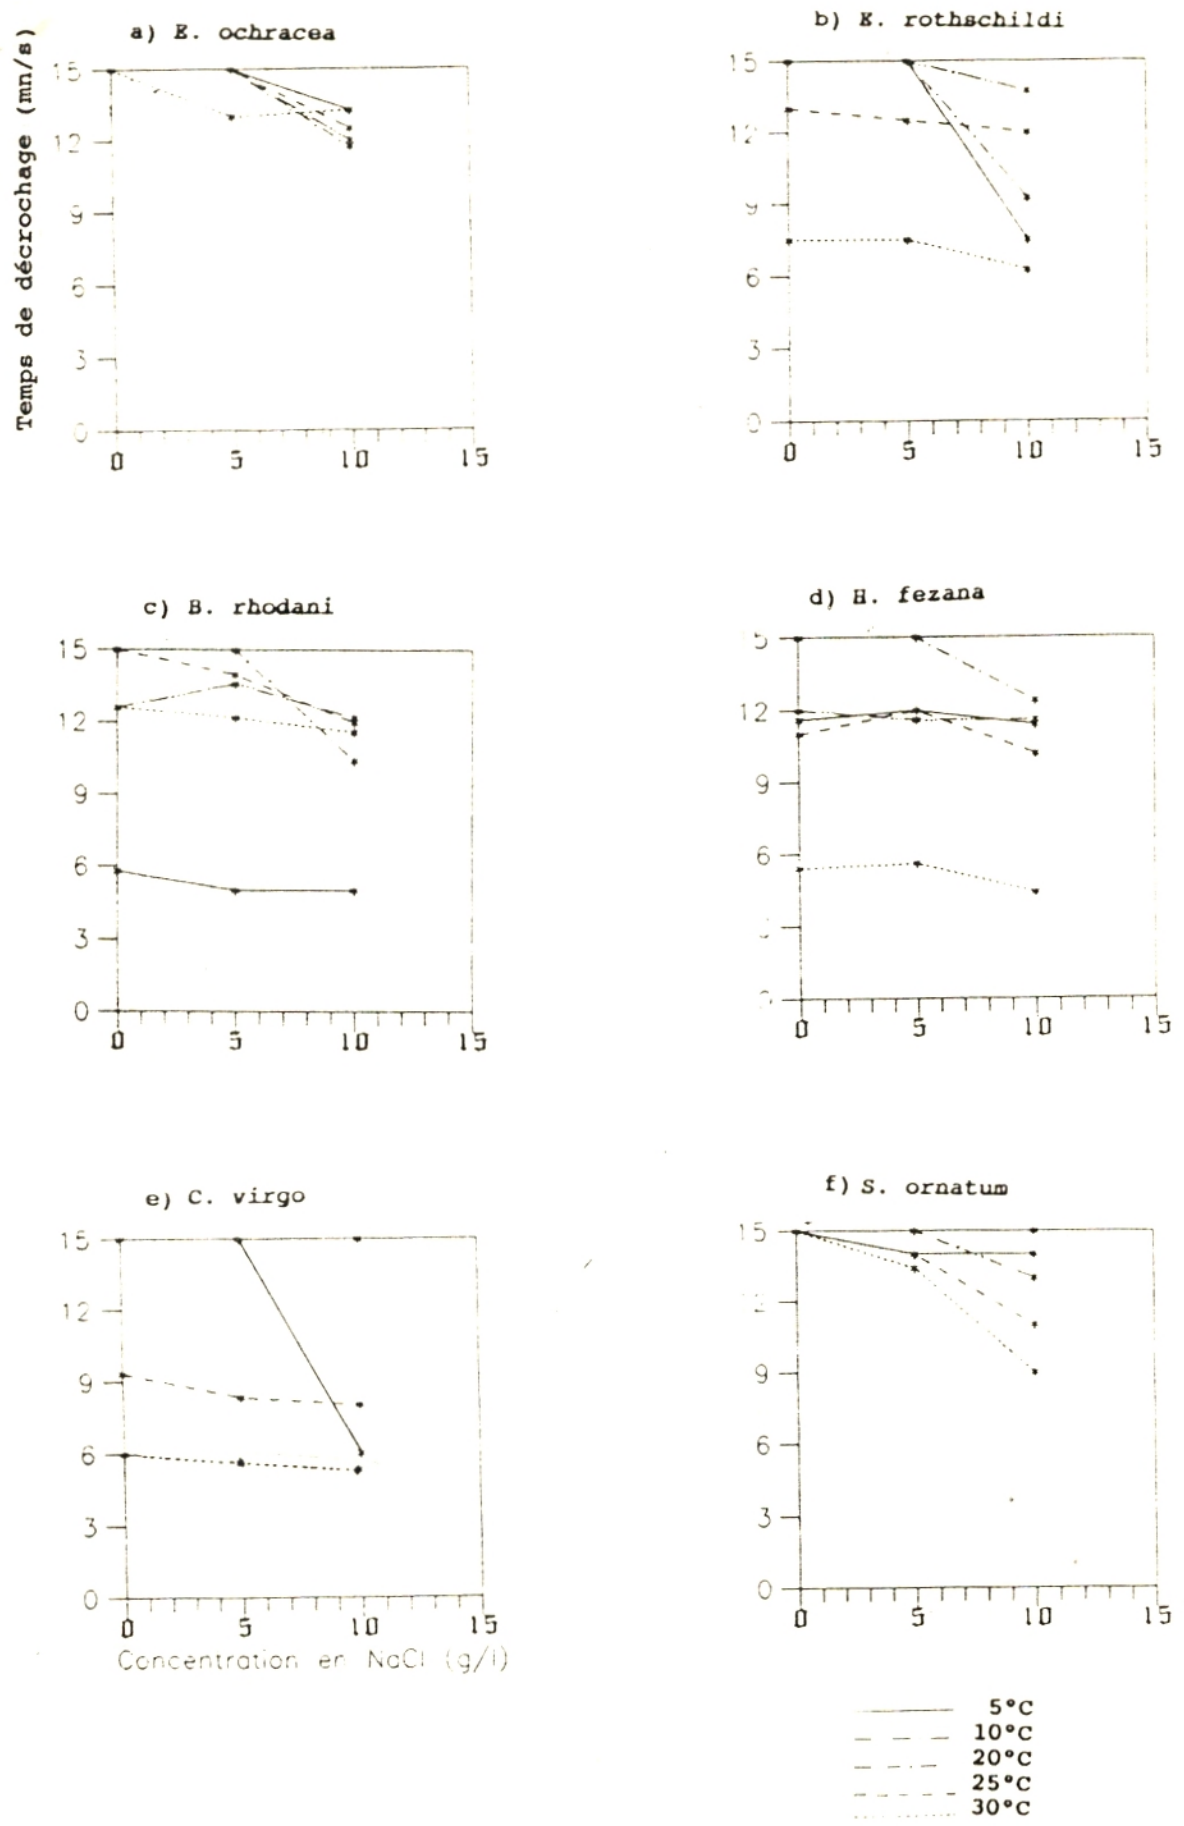 Temps de décrochage (mn/s)
a) E. ochracea
15
12
9
6
3
0
0 5 10 15
b) E. rothschildi
15
12
9
6
3
0
0 5 10 15
c) B. rhodani
15
12
9
6
3
0
0 5 10 15
d) H. fezana
5
12
9
6
0 5 10 15
e) C. virgo
15
12
9
6
3
0
0 5 10 15
Concentration en NaCl (g/l)
f) S. ornatum
15
9
6
3
0
0 5 10 15
5°C
10°C
20°C
25°C
30°C